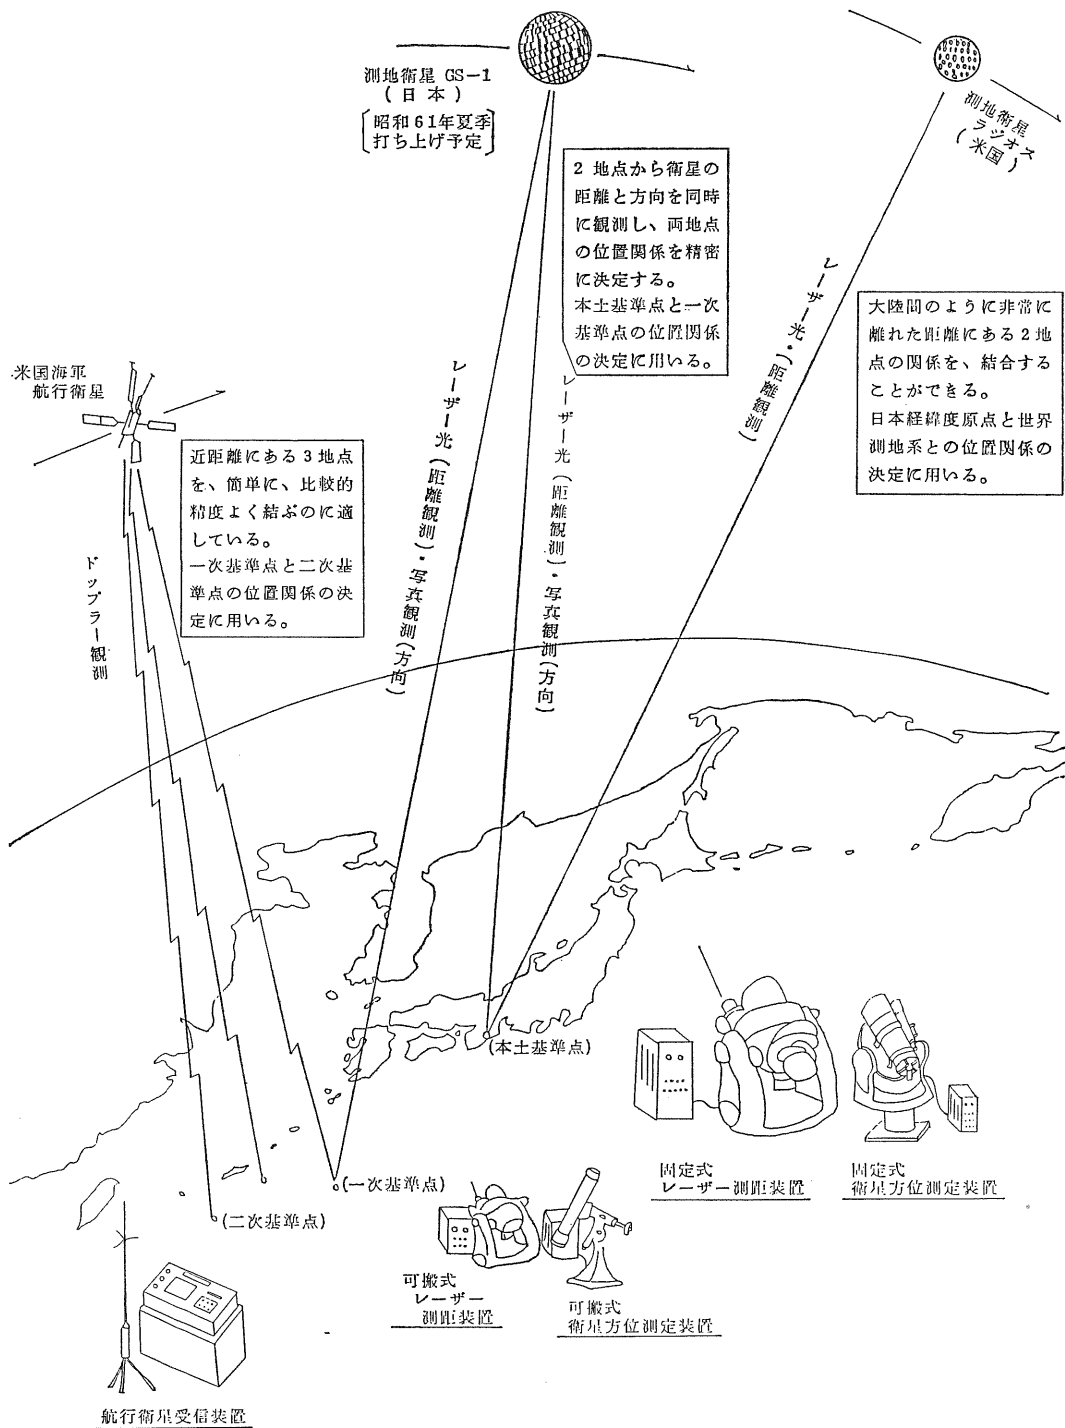 測地衛星 GS-1
(日本)
昭和61年夏季
打ち上げ予定
測地衛星
ラジオス
(米国)
2 地点から衛星の
距離と方向を同時
に観測し、両地点
の位置関係を精密
に決定する。
本土基準点と一次
基準点の位置関係
の決定に用いる。
大陸間のように非常に
離れた距離にある2地
点の関係を、結合する
ことができる。
日本経緯度原点と世界
測地系との位置関係の
決定に用いる。
米国海軍
航行衛星
近距離にある3地点
を、簡単に、比較的
精度よく結ぶのに適
している。
一次基準点と二次基
準点の位置関係の決
定に用いる。
ドップラー観測
レーザー光(距離観測)・写真観測(方向)
レーザー光(距離観測)・写真観測(方向)
レーザー光・(距離観測)
(本土基準点)
(一次基準点)
(二次基準点)
固定式
レーザー測距装置
固定式
衛星方位測定装置
可搬式
レーザー
測距装置
可搬式
衛星方位測定装置
航行衛星受信装置